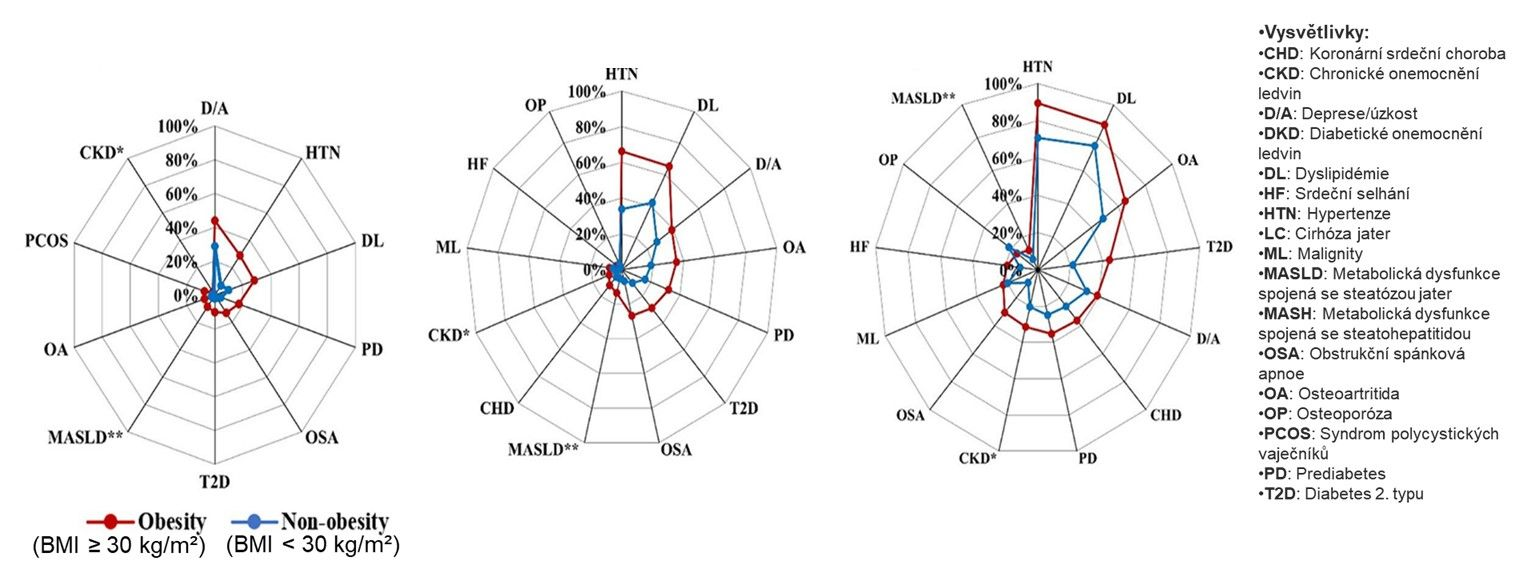 D/A
100%
80%
60%
40%
20%
0%
HTN
DL
PD
OSA
T2D
MASLD**
OA
PCOS
CKD*
HTN
100%
80%
60%
40%
20%
0%
DL
D/A
OA
PD
T2D
OSA
MASLD**
CHD
CKD*
ML
HF
OP
HTN
100%
80%
60%
40%
20%
0%
DL
OA
T2D
D/A
CHD
PD
CKD*
OSA
ML
HF
OP
MASLD**
Obesity
(BMI ≥ 30 kg/m²)
Non-obesity
(BMI < 30 kg/m²)
•Vysvětlivky:
•CHD: Koronární srdeční choroba
•CKD: Chronické onemocnění
ledvin
•D/A: Deprese/úzkost
•DKD: Diabetické onemocnění
ledvin
•DL: Dyslipidémie
•HF: Srdeční selhání
•HTN: Hypertenze
•LC: Cirhóza jater
•ML: Malignity
•MASLD: Metabolická dysfunkce
spojená se steatózou jater
•MASH: Metabolická dysfunkce
spojená se steatohepatitidou
•OSA: Obstrukční spánková
apnoe
•OA: Osteoartritida
•OP: Osteoporóza
•PCOS: Syndrom polycystických
vaječníků
•PD: Prediabetes
•T2D: Diabetes 2. typu